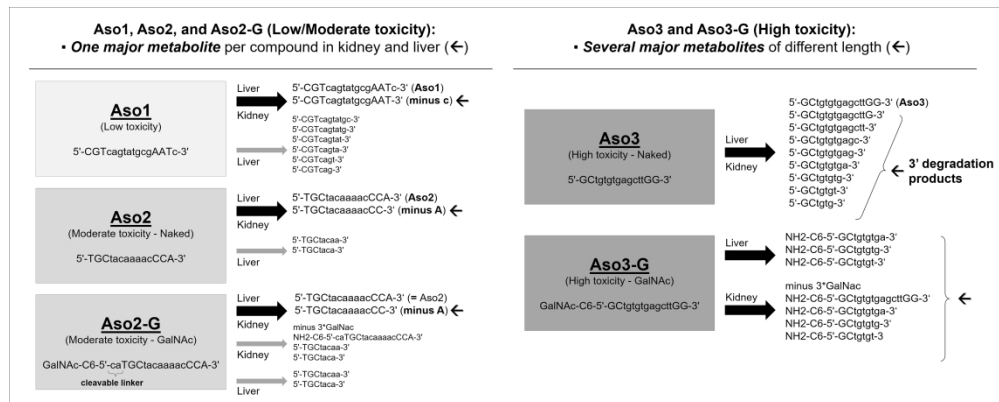 Aso1, Aso2, and Aso2-G (Low/Moderate toxicity):
▪ One major metabolite per compound in kidney and liver (←)
Aso1
(Low toxicity)
5'-CGTcagtatgcgAATc-3'
Liver
Kidney
5'-CGTcagtatgcgAATc-3' (Aso1)
5'-CGTcagtatgcgAAT-3' (minus c) ←
Liver
5'-CGTcagtatgc-3'
5'-CGTcagtatg-3'
5'-CGTcagtat-3'
5'-CGTcagta-3'
5'-CGTcagt-3'
5'-CGTcag-3'
Aso2
(Moderate toxicity - Naked)
5'-TGCtacaaaacCCA-3'
Liver
Kidney
5'-TGCtacaaaacCCA-3' (Aso2)
5'-TGCtacaaaacCC-3' (minus A) ←
Liver
5'-TGCtacaa-3'
5'-TGCtaca-3'
Aso2-G
(Moderate toxicity - GalNAc)
GalNAc-C6-5'-caTGCtacaaaacCCA-3'
cleavable linker
Liver
Kidney
5'-TGCtacaaaacCCA-3' (= Aso2)
5'-TGCtacaaaacCC-3' (minus A) ←
Kidney
minus 3*GalNac
NH2-C6-5'-caTGCtacaaaacCCA-3'
5'-TGCtacaa-3'
5'-TGCtaca-3'
Liver
5'-TGCtacaa-3'
5'-TGCtaca-3'
Aso3 and Aso3-G (High toxicity):
▪ Several major metabolites of different length (←)
Aso3
(High toxicity - Naked)
5'-GCtgtgtgagcttGG-3'
Liver
Kidney
5'-GCtgtgtgagcttGG-3' (Aso3)
5'-GCtgtgtgagcttG-3'
5'-GCtgtgtgagctt-3'
5'-GCtgtgtgagc-3'
5'-GCtgtgtgag-3'
5'-GCtgtgtga-3'
5'-GCtgtgtg-3'
5'-GCtgtgt-3'
5'-GCtgtg-3'
← 3' degradation
products
Aso3-G
(High toxicity - GalNAc)
GalNAc-C6-5'-GCtgtgtgagcttGG-3'
Liver
NH2-C6-5'-GCtgtgtga-3'
NH2-C6-5'-GCtgtgtg-3'
NH2-C6-5'-GCtgtgt-3'
Kidney
minus 3*GalNAc
NH2-C6-5'-GCtgtgtgagcttGG-3'
NH2-C6-5'-GCtgtgtga-3'
NH2-C6-5'-GCtgtgtg-3'
NH2-C6-5'-GCtgtgt-3
←